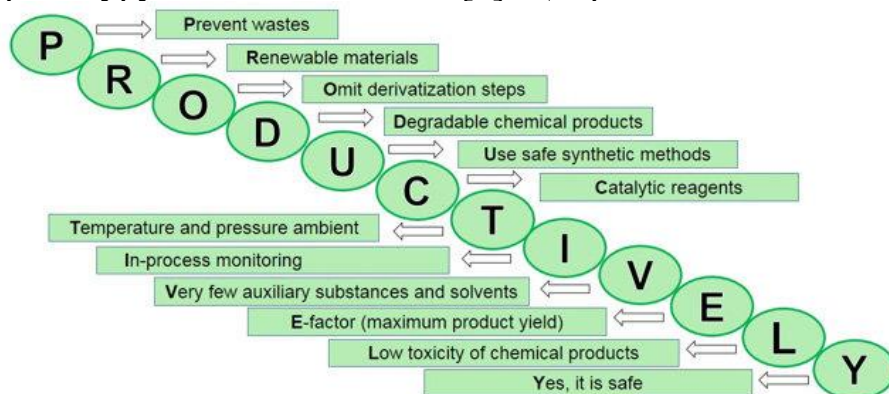 P
Prevent wastes
R
Renewable materials
O
Omit derivatization steps
D
Degradable chemical products
U
Use safe synthetic methods
C
Catalytic reagents
T
Temperature and pressure ambient
I
In-process monitoring
V
Very few auxiliary substances and solvents
E
E-factor (maximum product yield)
L
Low toxicity of chemical products
Y
Yes, it is safe